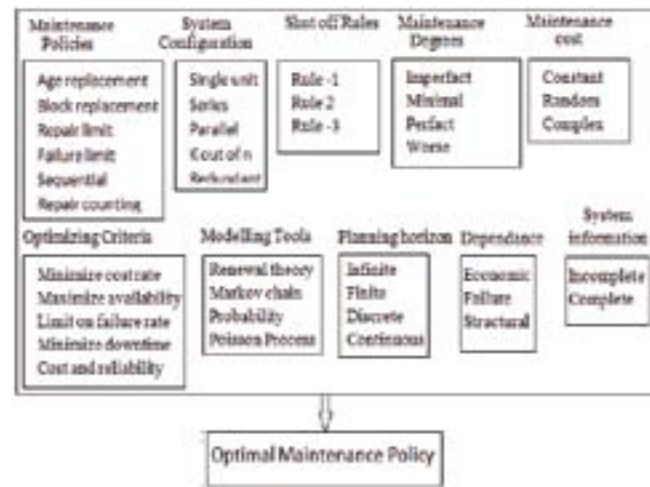 Maintenance Policies
Age replacement
Block replacement
Repair limit
Failure limit
Sequential
Repair counting
System Configuration
Single unit
Series
Parallel
K out of n
Redundant
Shut off Rules
Rule -1
Rule 2
Rule -3
Maintenance Degrees
Imperfect
Minimal
Perfect
Worse
Maintenance cost
Constant
Random
Complex
Optimizing Criteria
Minimize cost rate
Maximize availability
Limit on failure rate
Minimize downtime
Cost and reliability
Modelling Tools
Renewal theory
Markov chain
Probability
Poisson Process
Planning horizon
Infinite
Finite
Discrete
Continuous
Dependance
Economic
Failure
Structural
System information
Incomplete
Complete
Optimal Maintenance Policy